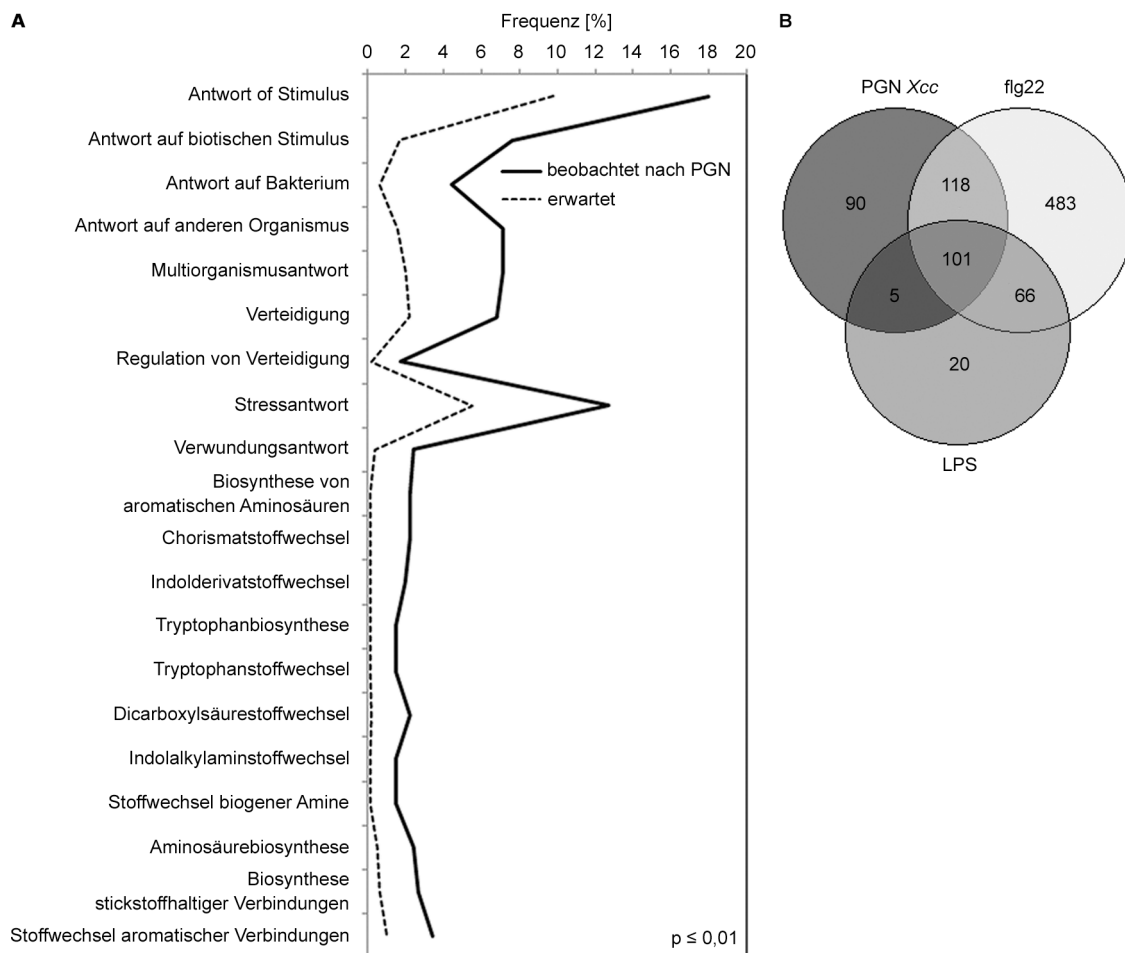 A
Frequenz [%]
0 2 4 6 8 10 12 14 16 18 20
Antwort of Stimulus
Antwort auf biotischen Stimulus
Antwort auf Bakterium
Antwort auf anderen Organismus
Multiorganismusantwort
Verteidigung
Regulation von Verteidigung
Stressantwort
Verwundungsantwort
Biosynthese von
aromatischen Aminosäuren
Chorismatstoffwechsel
Indolderivatstoffwechsel
Tryptophanbiosynthese
Tryptophanstoffwechsel
Dicarboxylsäurestoffwechsel
Indolalkylaminstoffwechsel
Stoffwechsel biogener Amine
Aminosäurebiosynthese
Biosynthese
stickstoffhaltiger Verbindungen
Stoffwechsel aromatischer Verbindungen
beobachtet nach PGN
erwartet
p ≤ 0,01
B
PGN Xcc flg22
90 118 483
101
5 66
20
LPS